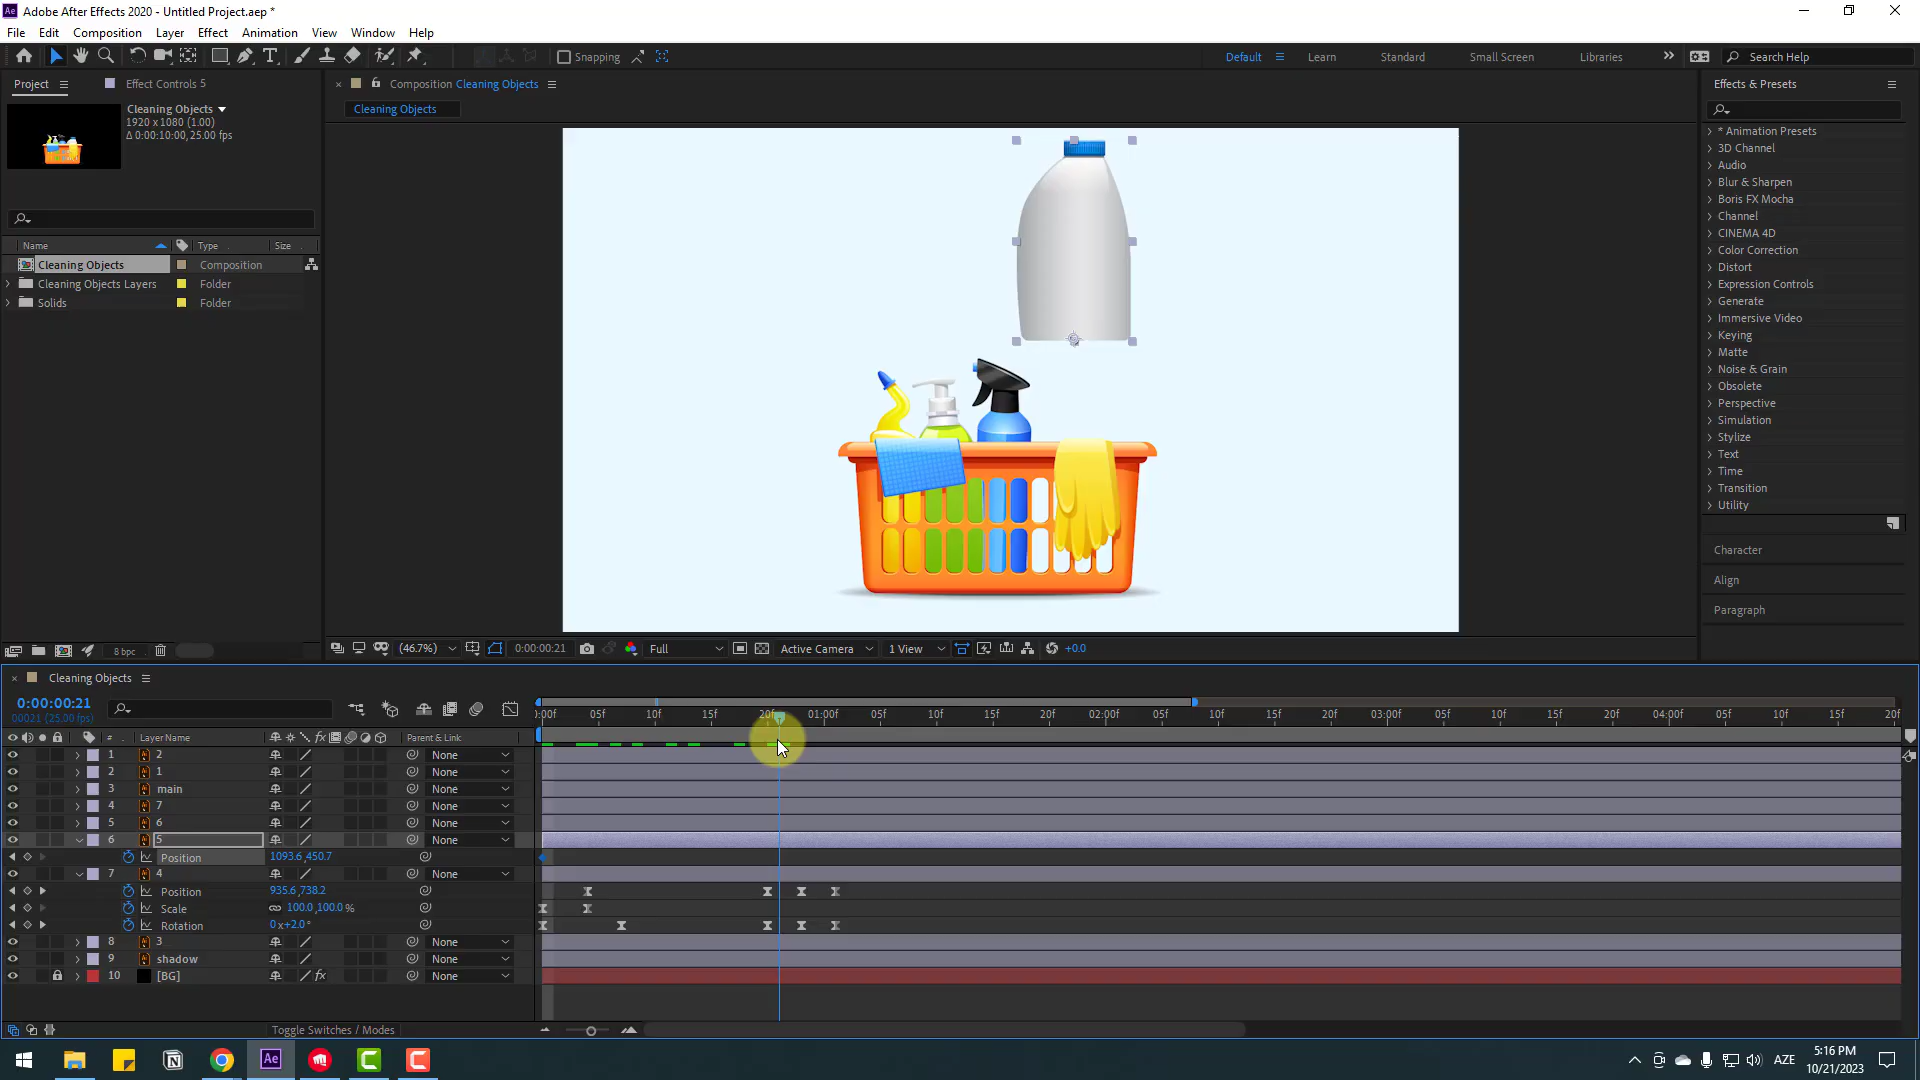 Adobe After Effects 2020 - Untitled Project.aep *
File Edit Composition Layer Effect Animation View Window Help
Snapping
Default Learn Standard Small Screen Libraries Search Help
Project Effect Controls 5
Composition Cleaning Objects
Effects & Presets
Cleaning Objects
1920 x 1080 (1.00)
Δ 0:00:10:00, 25.00 fps
Cleaning Objects
Name Type Size
Cleaning Objects Composition
Cleaning Objects Layers Folder
Solids Folder
* Animation Presets
3D Channel
Audio
Blur & Sharpen
Boris FX Mocha
Channel
CINEMA 4D
Color Correction
Distort
Expression Controls
Generate
Immersive Video
Keying
Matte
Noise & Grain
Obsolete
Perspective
Simulation
Stylize
Text
Time
Transition
Utility
Character
Align
Paragraph
8 bpc
(46.7%) 0:00:00:21 Full Active Camera 1 View +0.0
Cleaning Objects
0:00:00:21
00021 (25.00 fps)
0:00f 05f 10f 15f 20f 01:00f 05f 10f 15f 20f 02:00f 05f 10f 15f 20f 03:00f 05f 10f 15f 20f 04:00f 05f 10f 15f 20f
# Layer Name Parent & Link
1 2 None
2 1 None
3 main None
4 7 None
5 6 None
6 5 None
Position 1093.6,450.7
7 4 None
Position 935.6,738.2
Scale 100.0,100.0 %
Rotation 0x+2.0°
8 3 None
9 shadow None
10 [BG] fx None
Toggle Switches / Modes
AZE
5:16 PM
10/21/2023